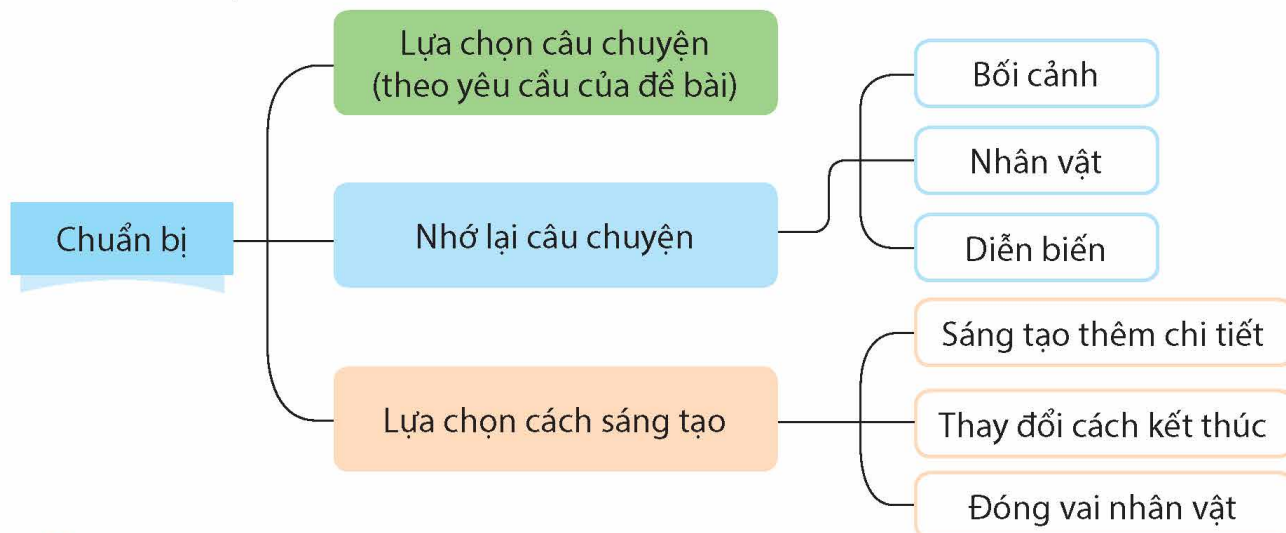 Chuẩn bị
Lựa chọn câu chuyện
(theo yêu cầu của đề bài)
Nhớ lại câu chuyện
Bối cảnh
Nhân vật
Diễn biến
Lựa chọn cách sáng tạo
Sáng tạo thêm chi tiết
Thay đổi cách kết thúc
Đóng vai nhân vật